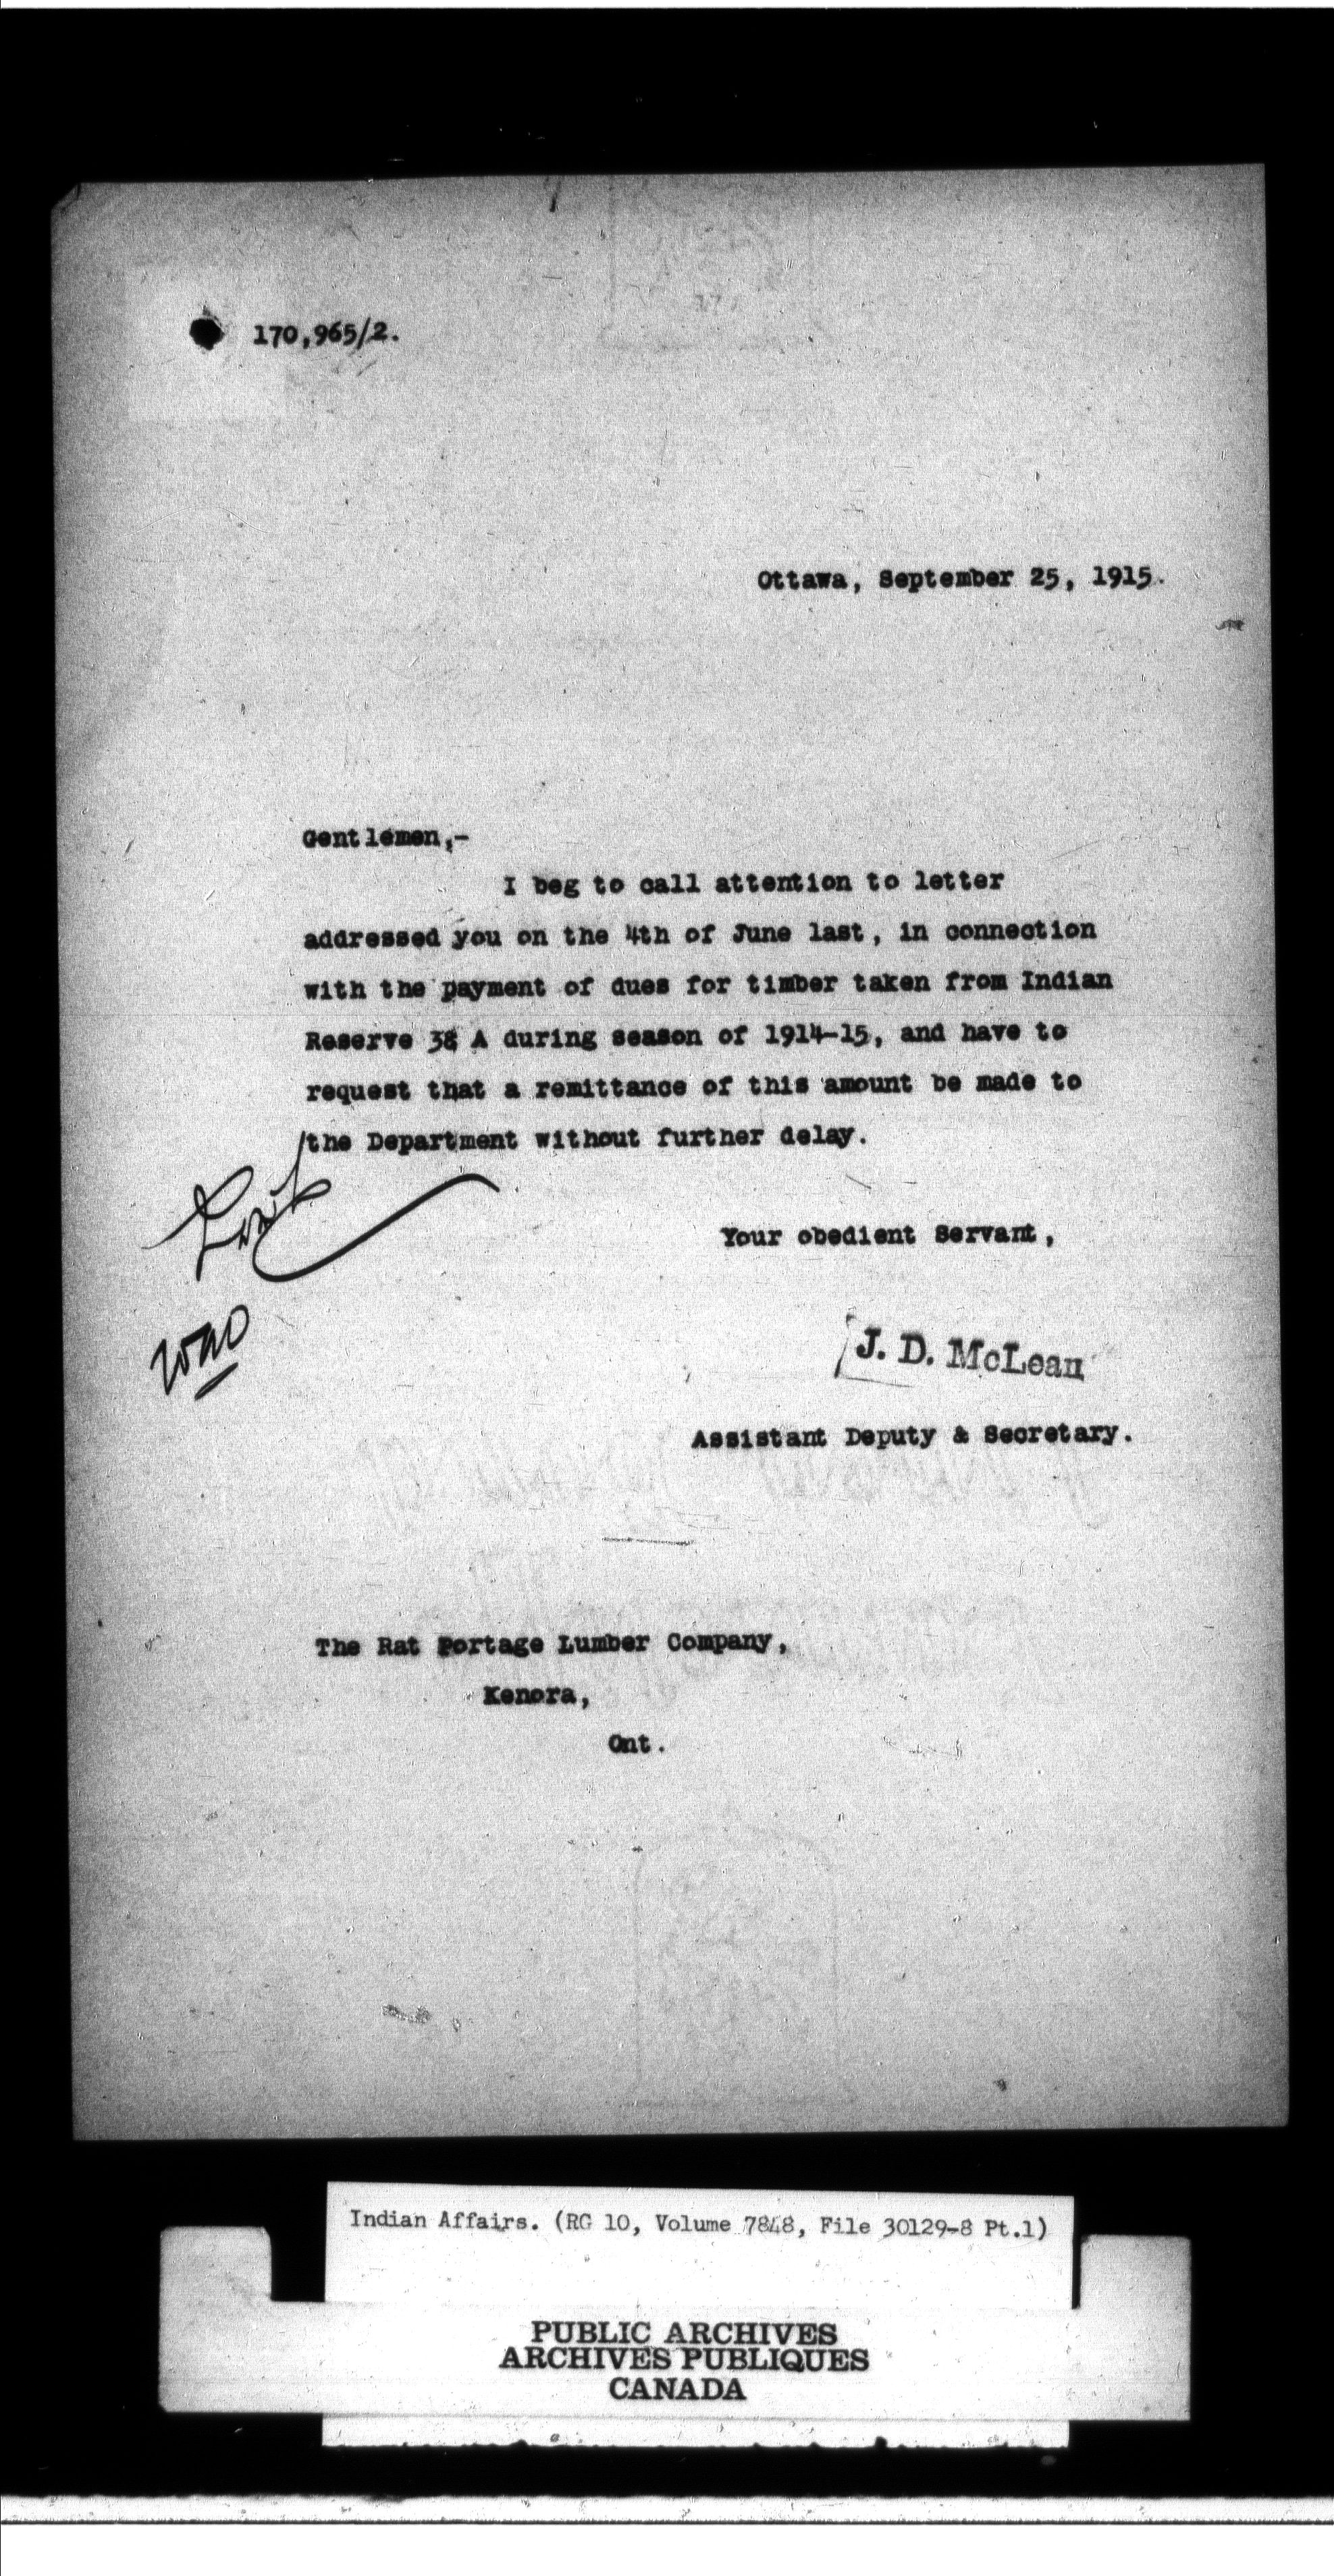 170,965/2.
Ottawa, September 25, 1915.
Gentlemen,-
I beg to call attention to letter
addressed you on the 4th of June last, in connection
with the payment of dues for timber taken from Indian
Reserve 38 A during season of 1914-15, and have to
request that a remittance of this amount be made to
the Department without further delay.
Your obedient Servant,
J. D. McLean
Assistant Deputy & Secretary.
The Rat Portage Lumber Company,
Kenora,
Ont.
Indian Affairs. (RG 10, Volume 7848, File 30129-8 Pt.1)
PUBLIC ARCHIVES
ARCHIVES PUBLIQUES
CANADA